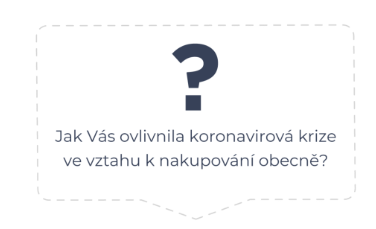 ?
Jak Vás ovlivnila koronavirová krize
ve vztahu k nakupování obecně?